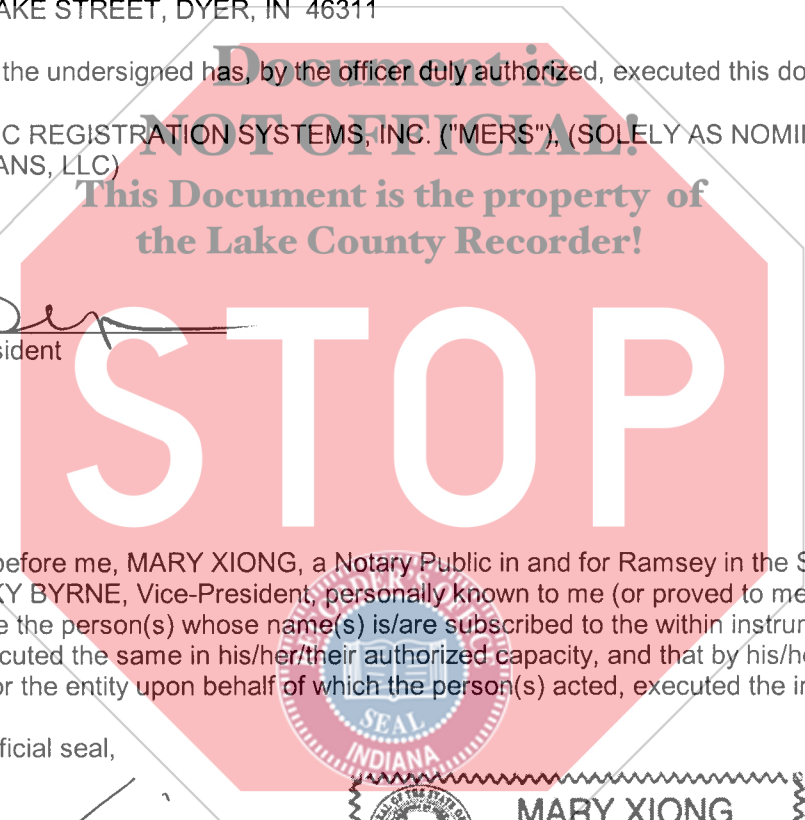 AKE STREET, DYER, IN 46311
Document is
the undersigned has, by the officer duly authorized, executed this do
NOT OFFICIAL!
C REGISTRATION SYSTEMS, INC. ("MERS"), (SOLELY AS NOMI
ANS, LLC)
This Document is the property of
the Lake County Recorder!
sident
STOP
before me, MARY XIONG, a Notary Public in and for Ramsey in the S
KY BYRNE, Vice-President, personally known to me (or proved to me
e the person(s) whose name(s) is/are subscribed to the within instrum
cuted the same in his/her/their authorized capacity, and that by his/he
or the entity upon behalf of which the person(s) acted, executed the in
SEAL
INDIANA
ficial seal,
MARY XIONG